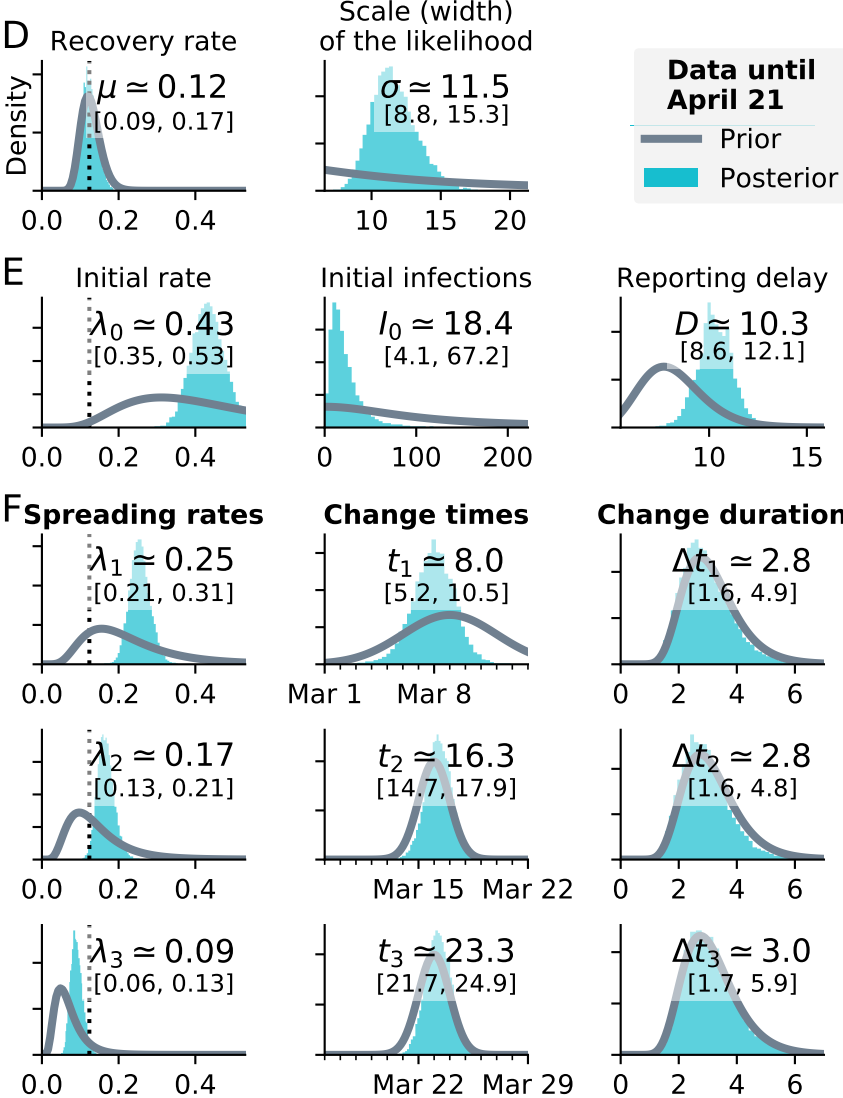 D
Recovery rate
Density
μ ≃ 0.12
[0.09, 0.17]
0.0 0.2 0.4
Scale (width)
of the likelihood
σ ≃ 11.5
[8.8, 15.3]
10 15 20
Data until
April 21
Prior
Posterior
E
Initial rate
λ₀ ≃ 0.43
[0.35, 0.53]
0.0 0.2 0.4
Initial infections
I₀ ≃ 18.4
[4.1, 67.2]
0 100 200
Reporting delay
D ≃ 10.3
[8.6, 12.1]
10 15
F
Spreading rates
Change times
Change duration
λ₁ ≃ 0.25
[0.21, 0.31]
0.0 0.2 0.4
t₁ ≃ 8.0
[5.2, 10.5]
Mar 1 Mar 8
Δt₁ ≃ 2.8
[1.6, 4.9]
0 2 4 6
λ₂ ≃ 0.17
[0.13, 0.21]
0.0 0.2 0.4
t₂ ≃ 16.3
[14.7, 17.9]
Mar 15 Mar 22
Δt₂ ≃ 2.8
[1.6, 4.8]
0 2 4 6
λ₃ ≃ 0.09
[0.06, 0.13]
0.0 0.2 0.4
t₃ ≃ 23.3
[21.7, 24.9]
Mar 22 Mar 29
Δt₃ ≃ 3.0
[1.7, 5.9]
0 2 4 6